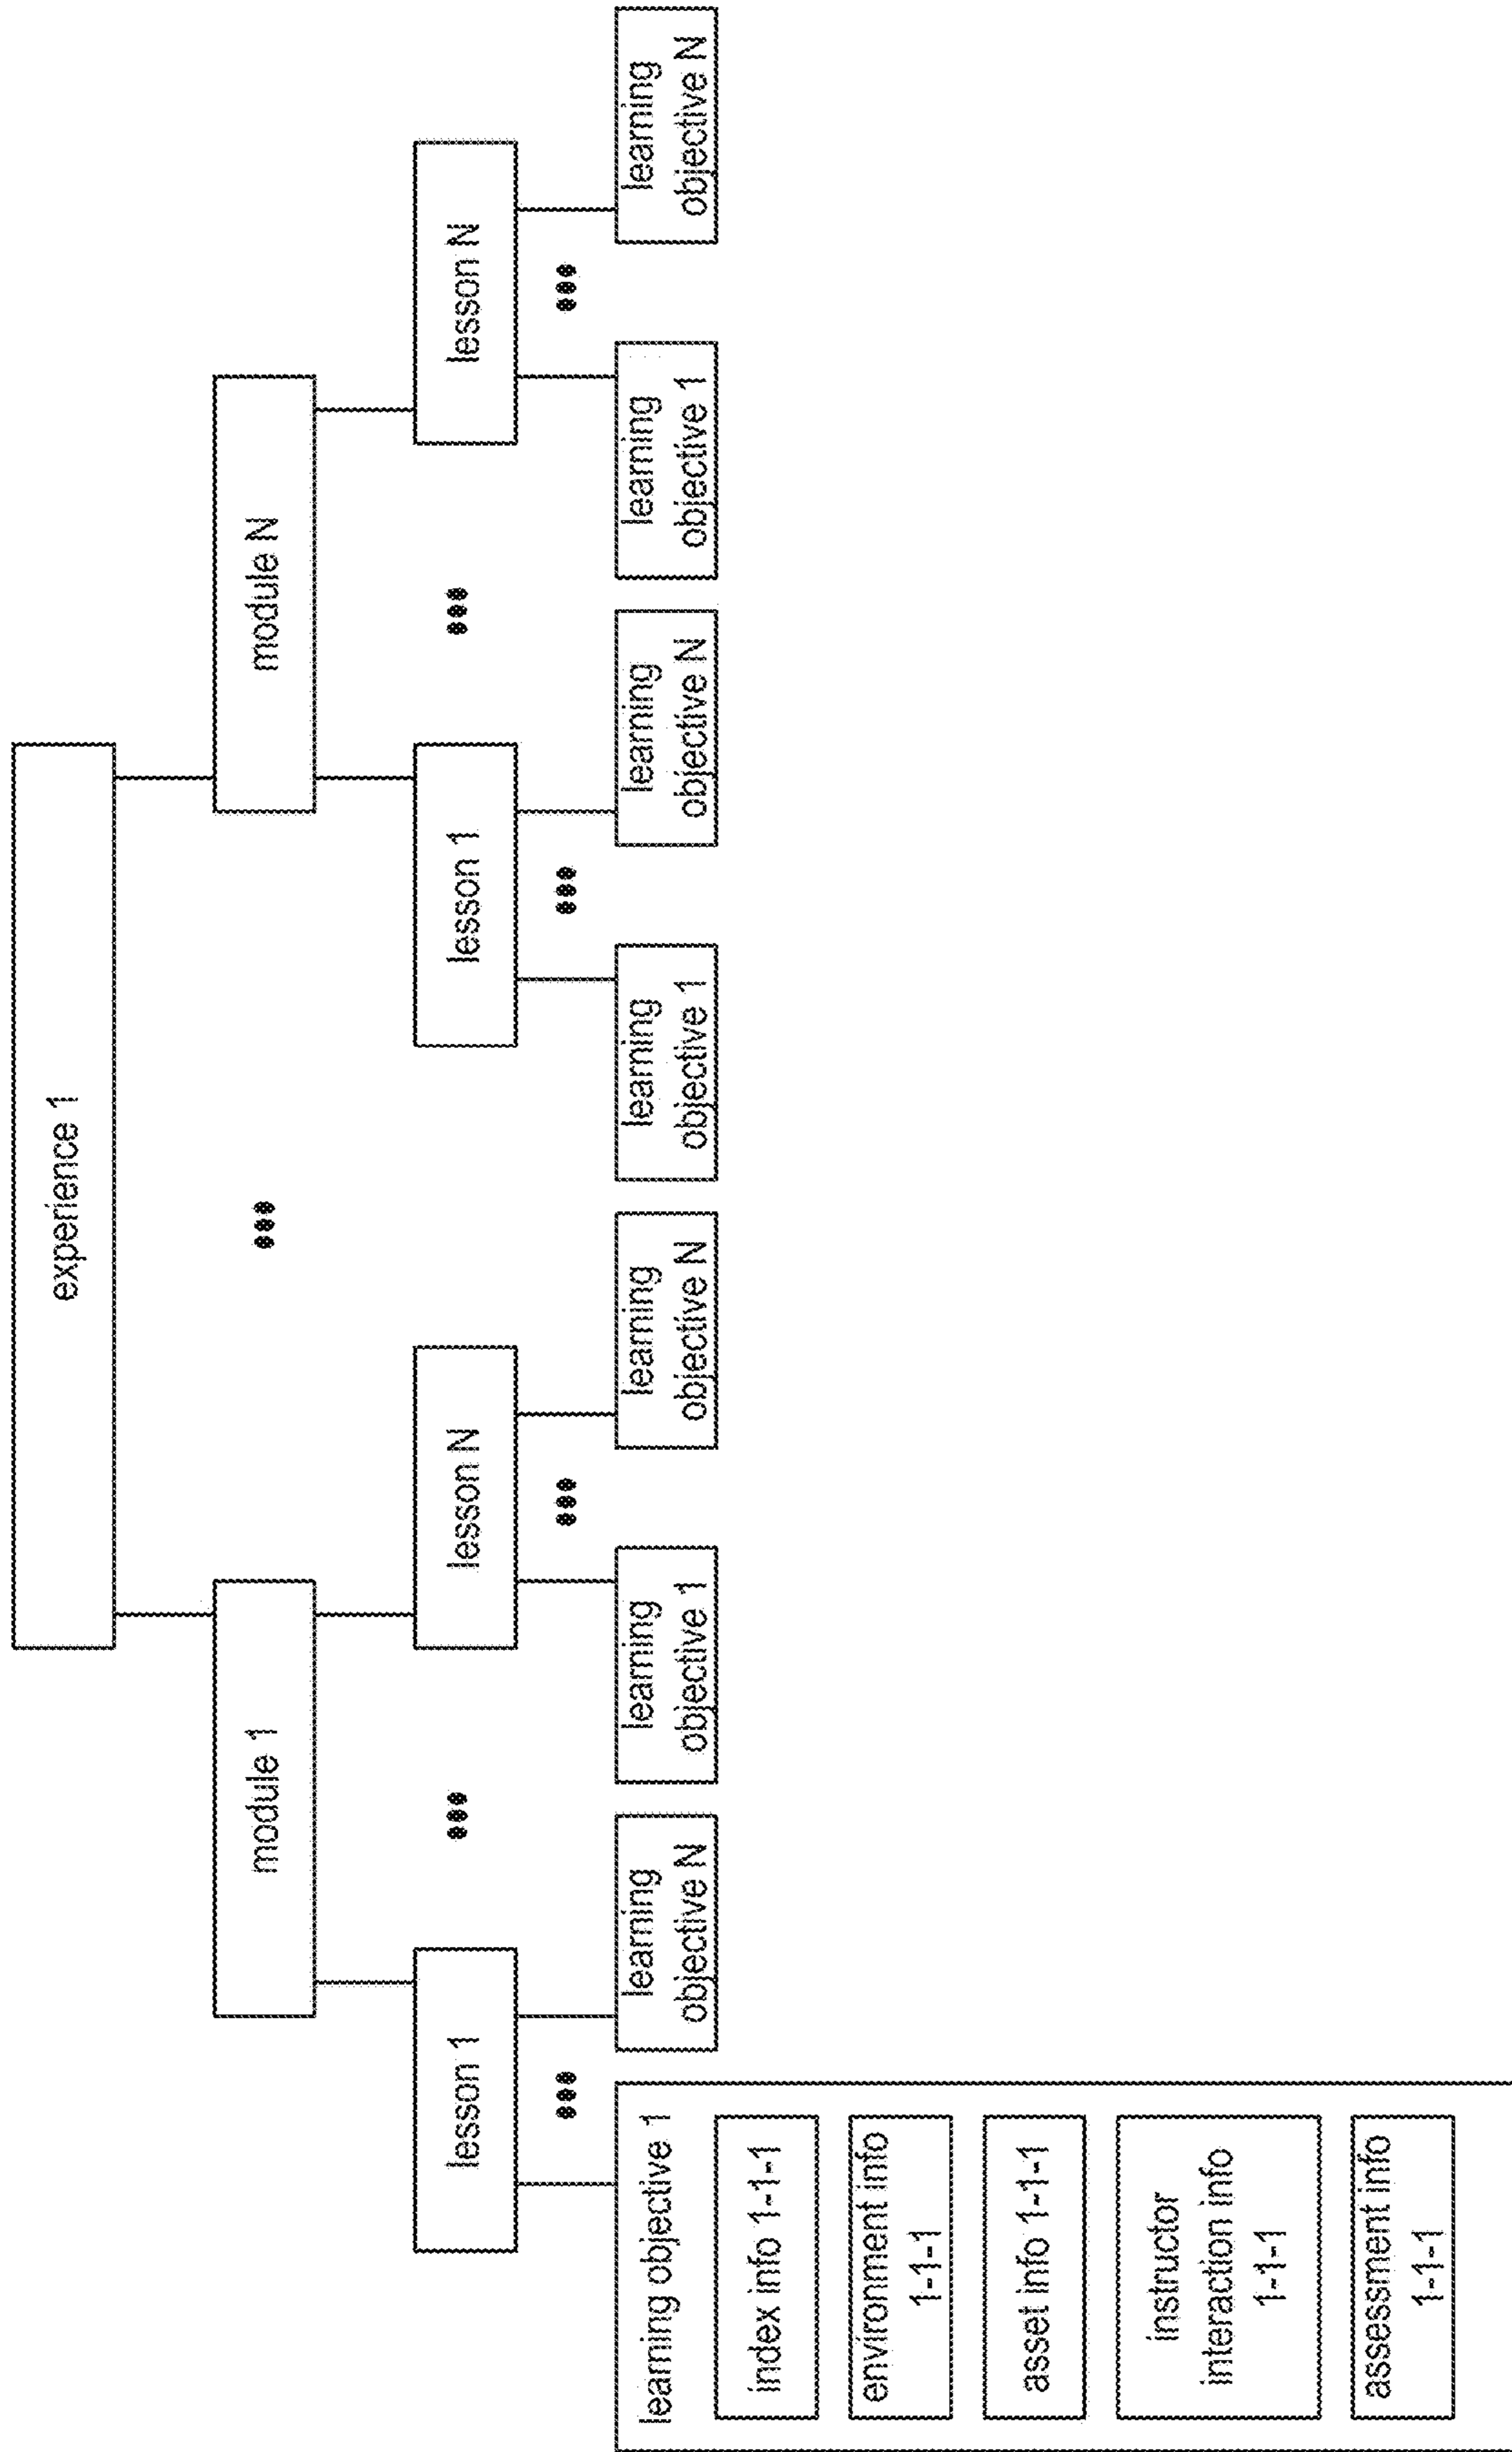 experience 1
module 1
module N
lesson 1
lesson N
lesson 1
lesson N
learning objective 1
index info 1-1-1
environment info
1-1-1
asset info 1-1-1
instructor
interaction info
1-1-1
assessment info
1-1-1
learning
objective N
learning
objective 1
learning
objective N
learning
objective 1
learning
objective N
learning
objective 1
learning
objective N